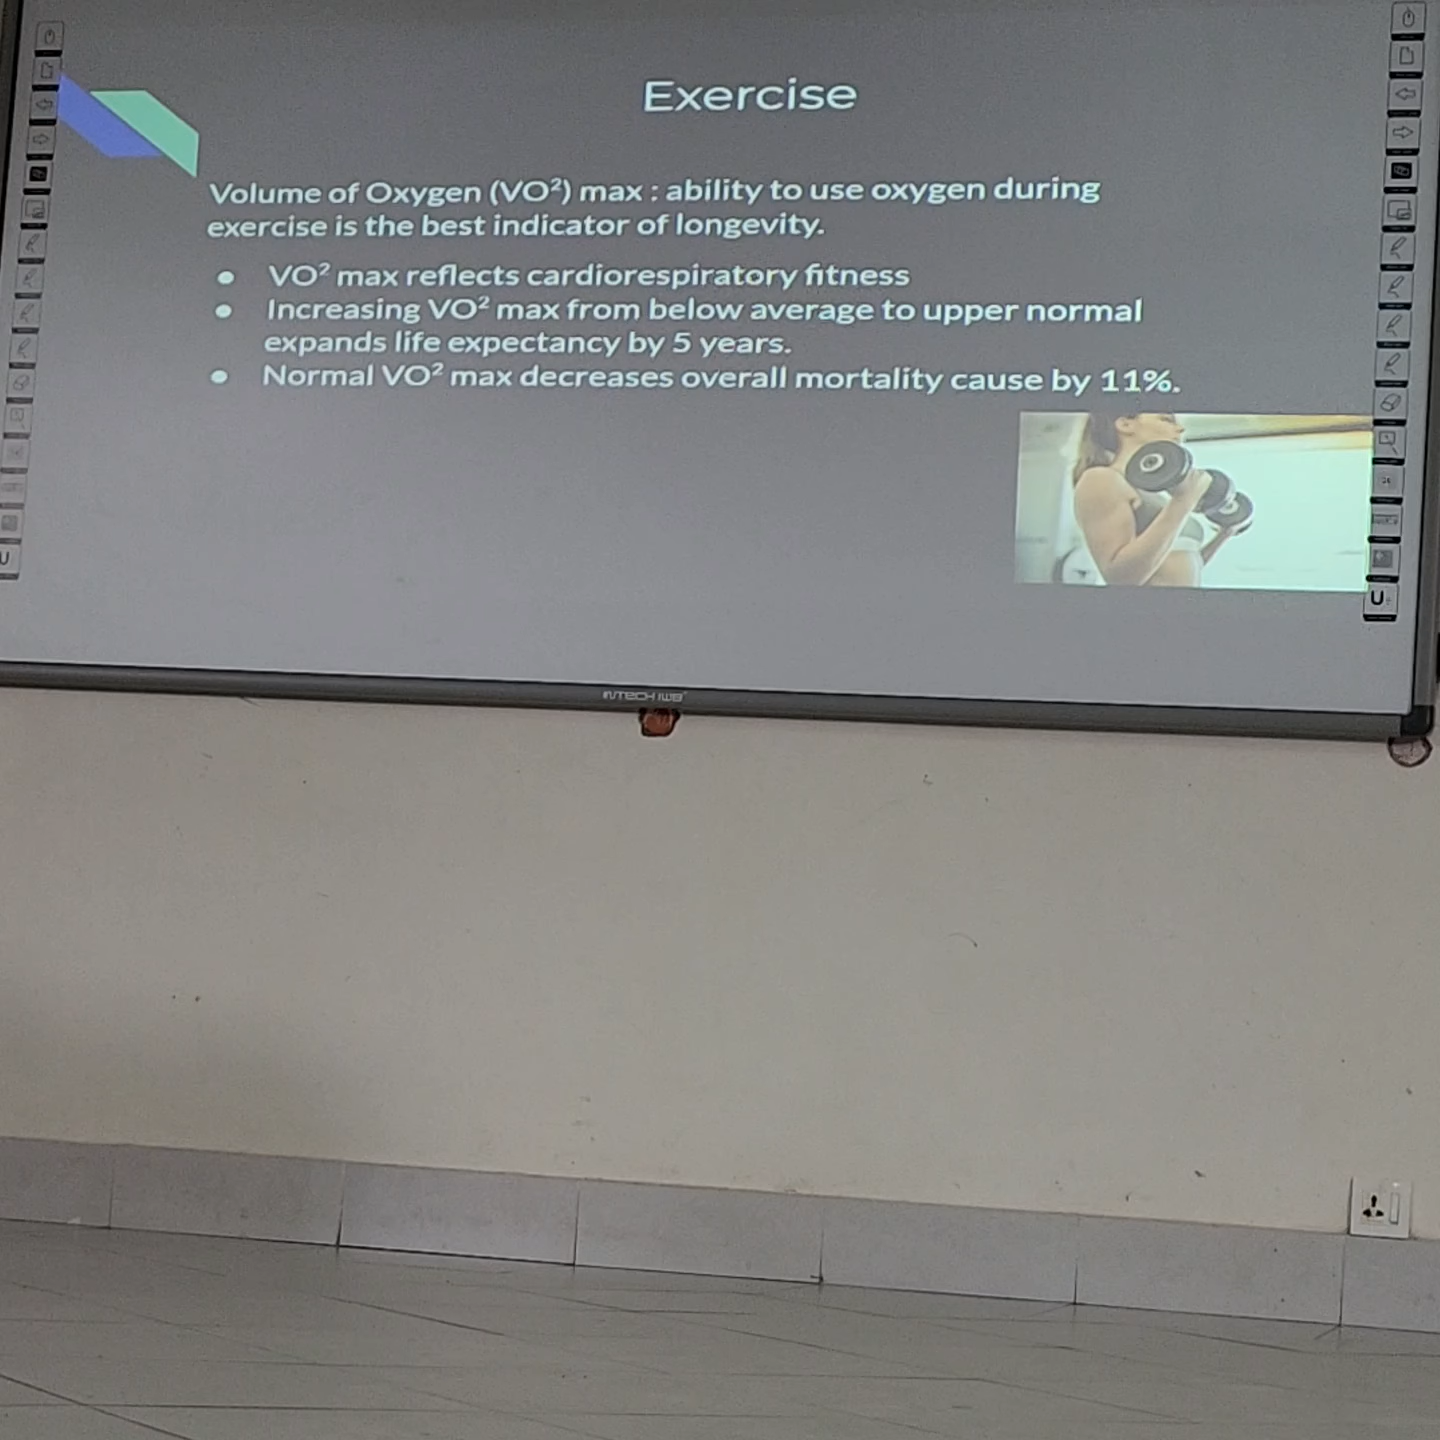 Exercise
Volume of Oxygen (VO²) max : ability to use oxygen during
exercise is the best indicator of longevity.
● VO² max reflects cardiorespiratory fitness
● Increasing VO² max from below average to upper normal
expands life expectancy by 5 years.
● Normal VO² max decreases overall mortality cause by 11%.
U
U+
INTECH IWB